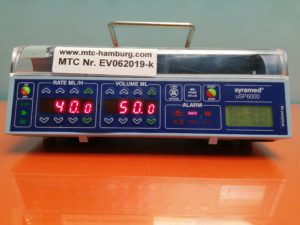 www.mtc-hamburg.com
MTC Nr. EV062019-k
RATE ML/H
VOLUME ML
40.0
50.0
ALARM
syramed®
µSP6000